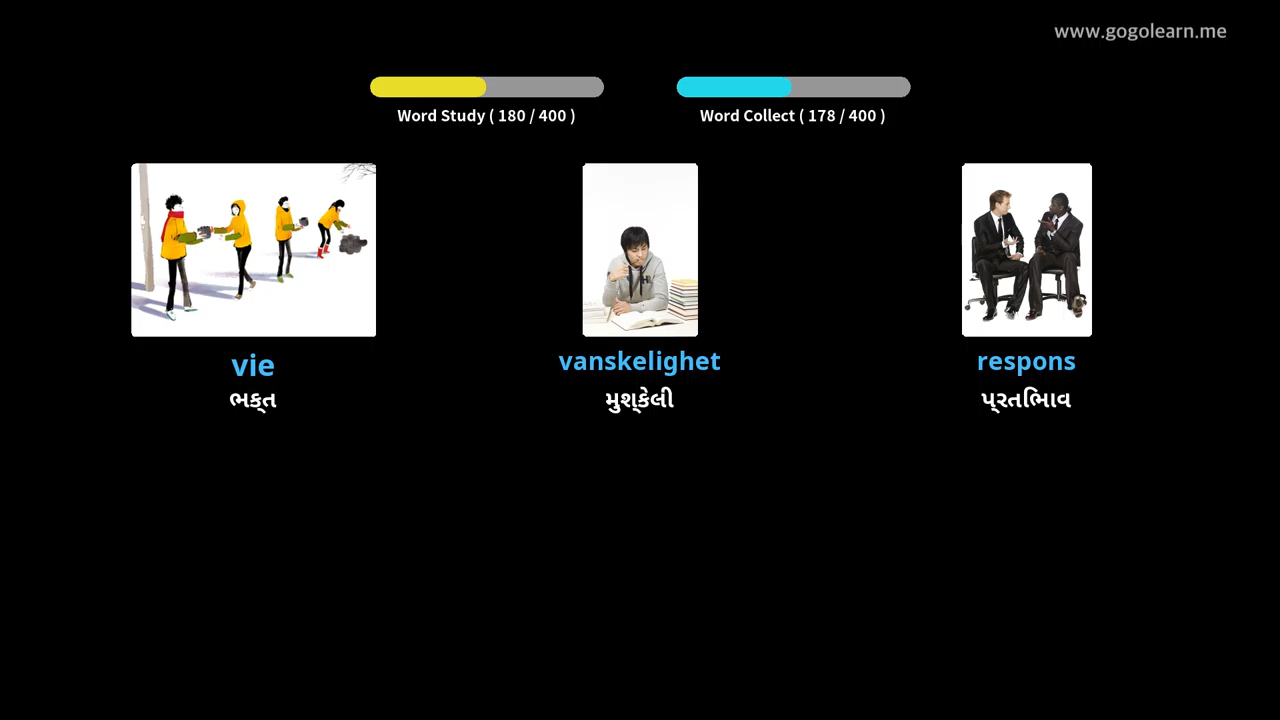 www.gogolearn.me
Word Study ( 180 / 400 )
Word Collect ( 178 / 400 )
vie
ભક્ત
vanskelighet
મુશ્કેલી
respons
પ્રતિભાવ